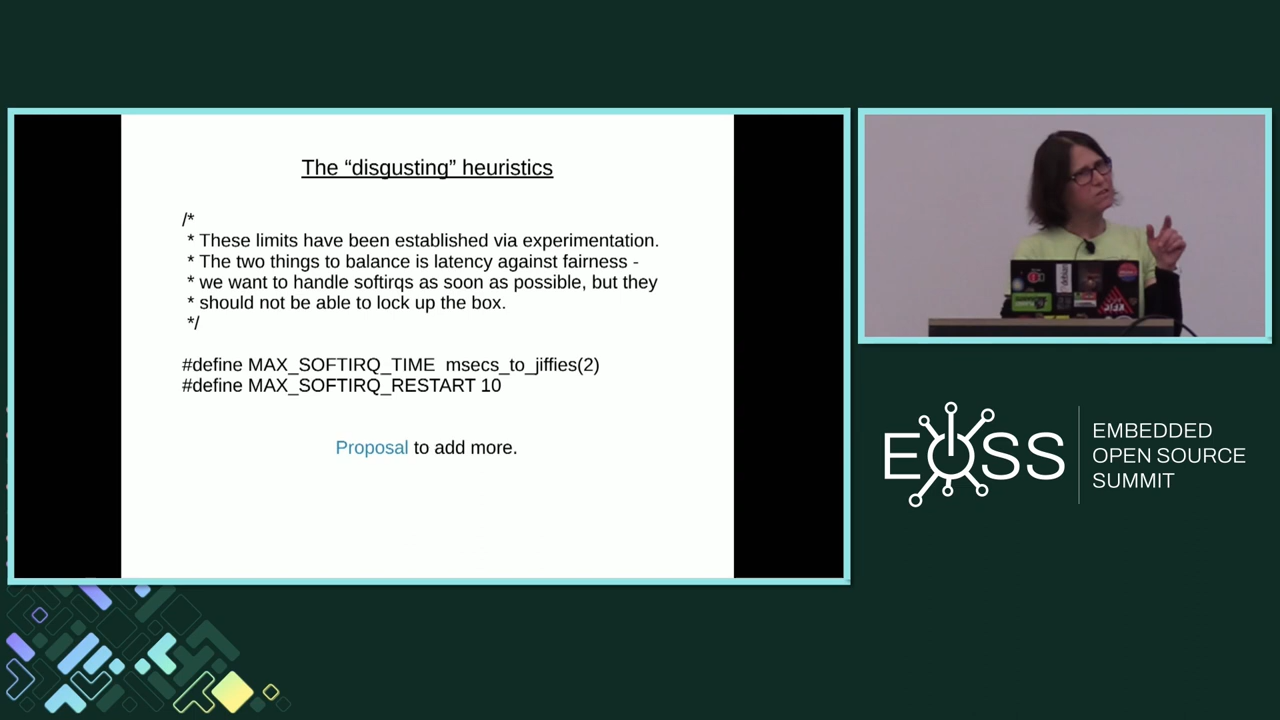 The “disgusting” heuristics
/*
* These limits have been established via experimentation.
* The two things to balance is latency against fairness -
* we want to handle softirqs as soon as possible, but they
* should not be able to lock up the box.
*/
#define MAX_SOFTIRQ_TIME msecs_to_jiffies(2)
#define MAX_SOFTIRQ_RESTART 10
Proposal to add more.
EOSS
EMBEDDED
OPEN SOURCE
SUMMIT